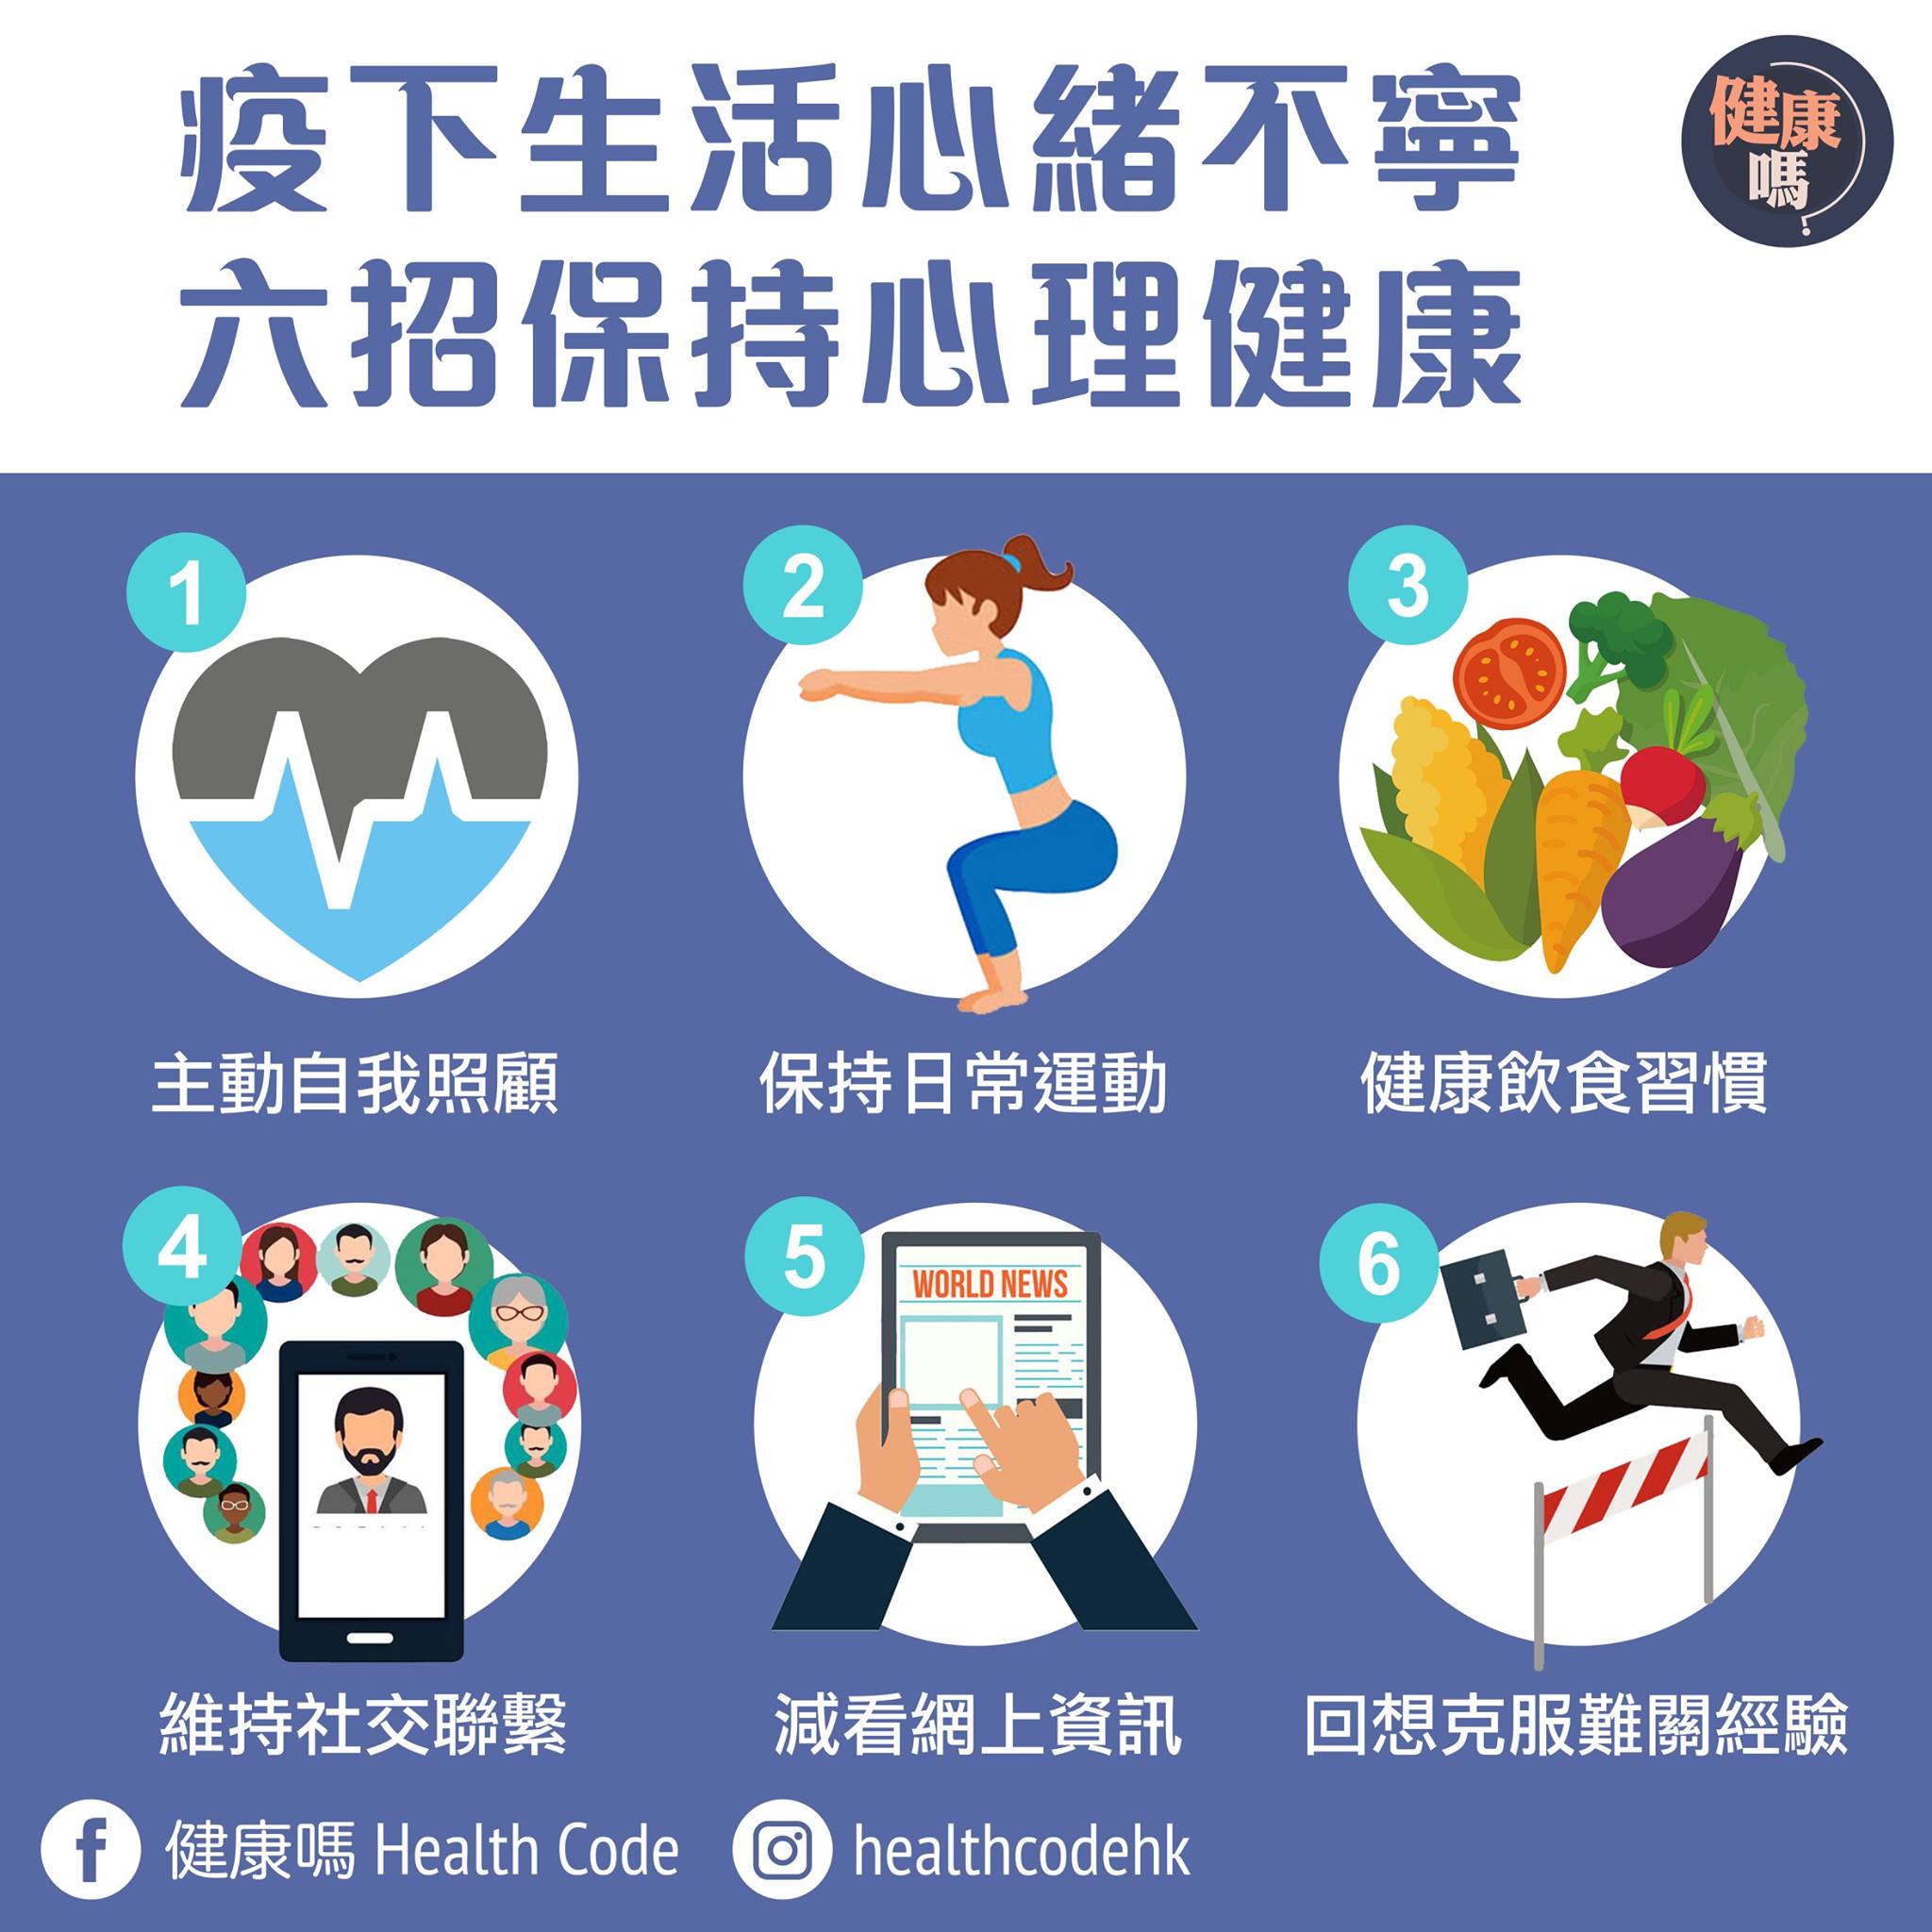 疫下生活心緒不寧
健康
嗎?
六招保持心理健康
1
2
3
主動自我照顧
保持日常運動
健康飲食習慣
4
5
6
WORLD NEWS
維持社交聯繫
減看網上資訊
回想克服難關經驗
健康嗎 Health Code
healthcodehk